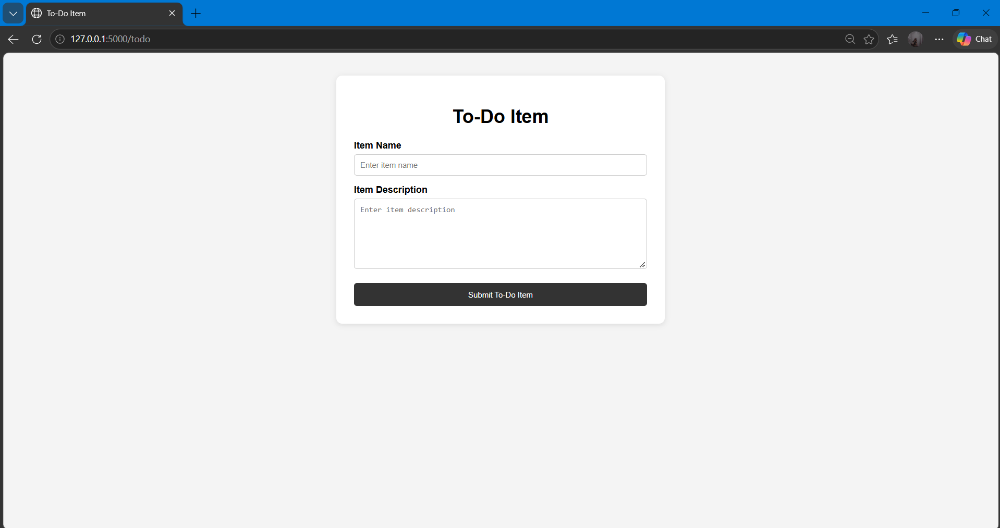 To-Do Item
127.0.0.1:5000/todo
Chat
To-Do Item
Item Name
Enter item name
Item Description
Enter item description
Submit To-Do Item